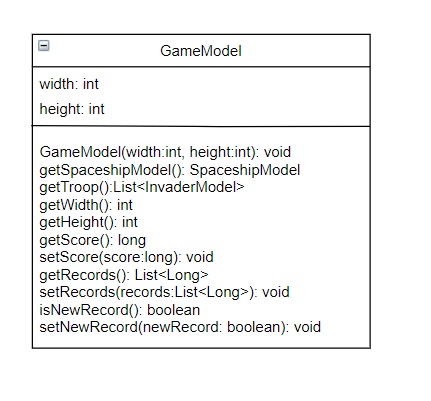 GameModel
width: int
height: int
GameModel(width:int, height:int): void
getSpaceshipModel(): SpaceshipModel
getTroop():List<InvaderModel>
getWidth(): int
getHeight(): int
getScore(): long
setScore(score:long): void
getRecords(): List<Long>
setRecords(records:List<Long>): void
isNewRecord(): boolean
setNewRecord(newRecord: boolean): void